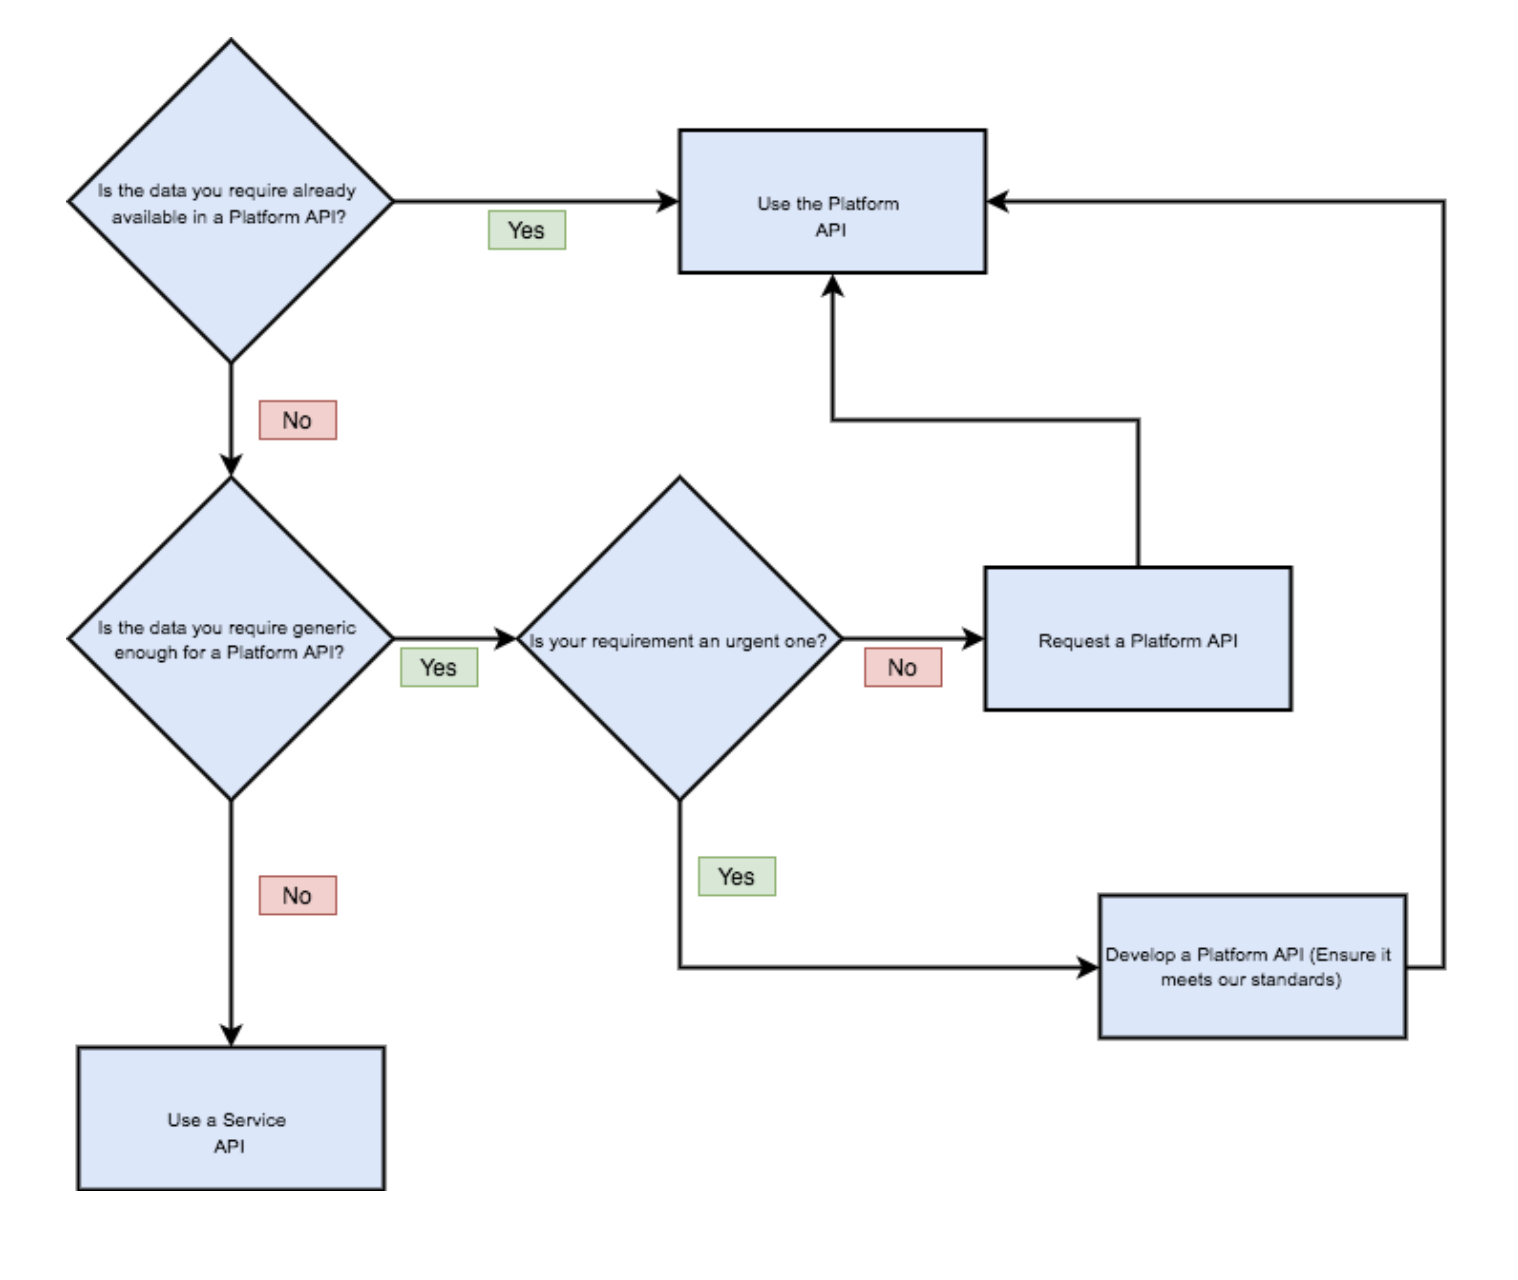 Is the data you require already
available in a Platform API?
Yes
Use the Platform
API
No
Is the data you require generic
enough for a Platform API?
Yes
Is your requirement an urgent one?
No
Request a Platform API
No
Yes
Develop a Platform API (Ensure it
meets our standards)
Use a Service
API